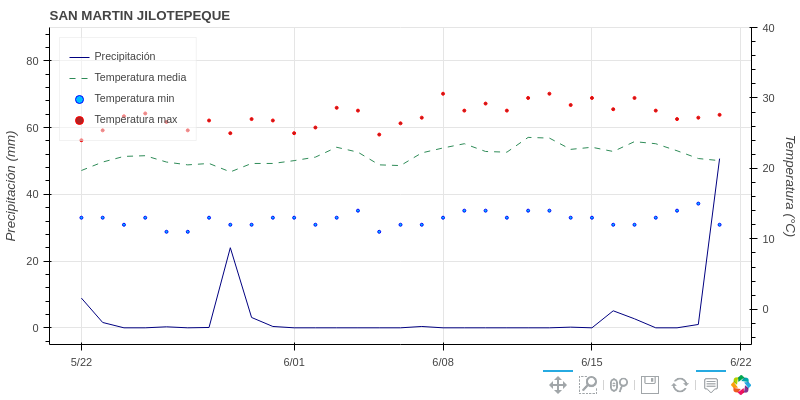 SAN MARTIN JILOTEPEQUE
Precipitación
Temperatura media
Temperatura min
Temperatura max
Precipitación (mm)
80
60
40
20
0
Temperatura (°C)
40
30
20
10
0
5/22
6/01
6/08
6/15
6/22